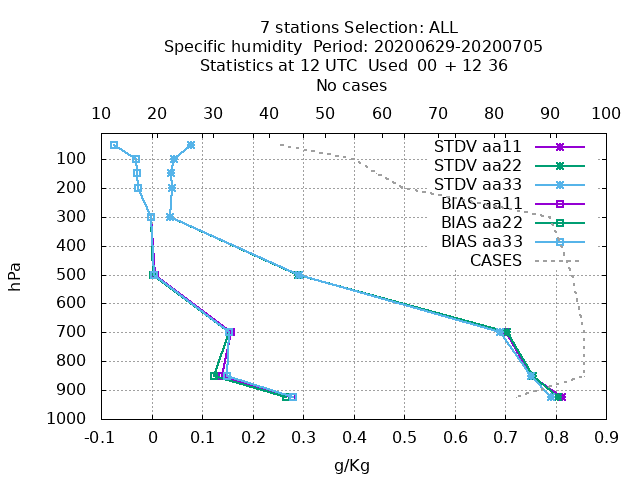 7 stations Selection: ALL
Specific humidity  Period: 20200629-20200705
Statistics at 12 UTC  Used  00 + 12 36
No cases
10 20 30 40 50 60 70 80 90 100
STDV aa11
STDV aa22
STDV aa33
BIAS aa11
BIAS aa22
BIAS aa33
CASES
hPa
100
200
300
400
500
600
700
800
900
1000
-0.1 0 0.1 0.2 0.3 0.4 0.5 0.6 0.7 0.8 0.9
g/Kg